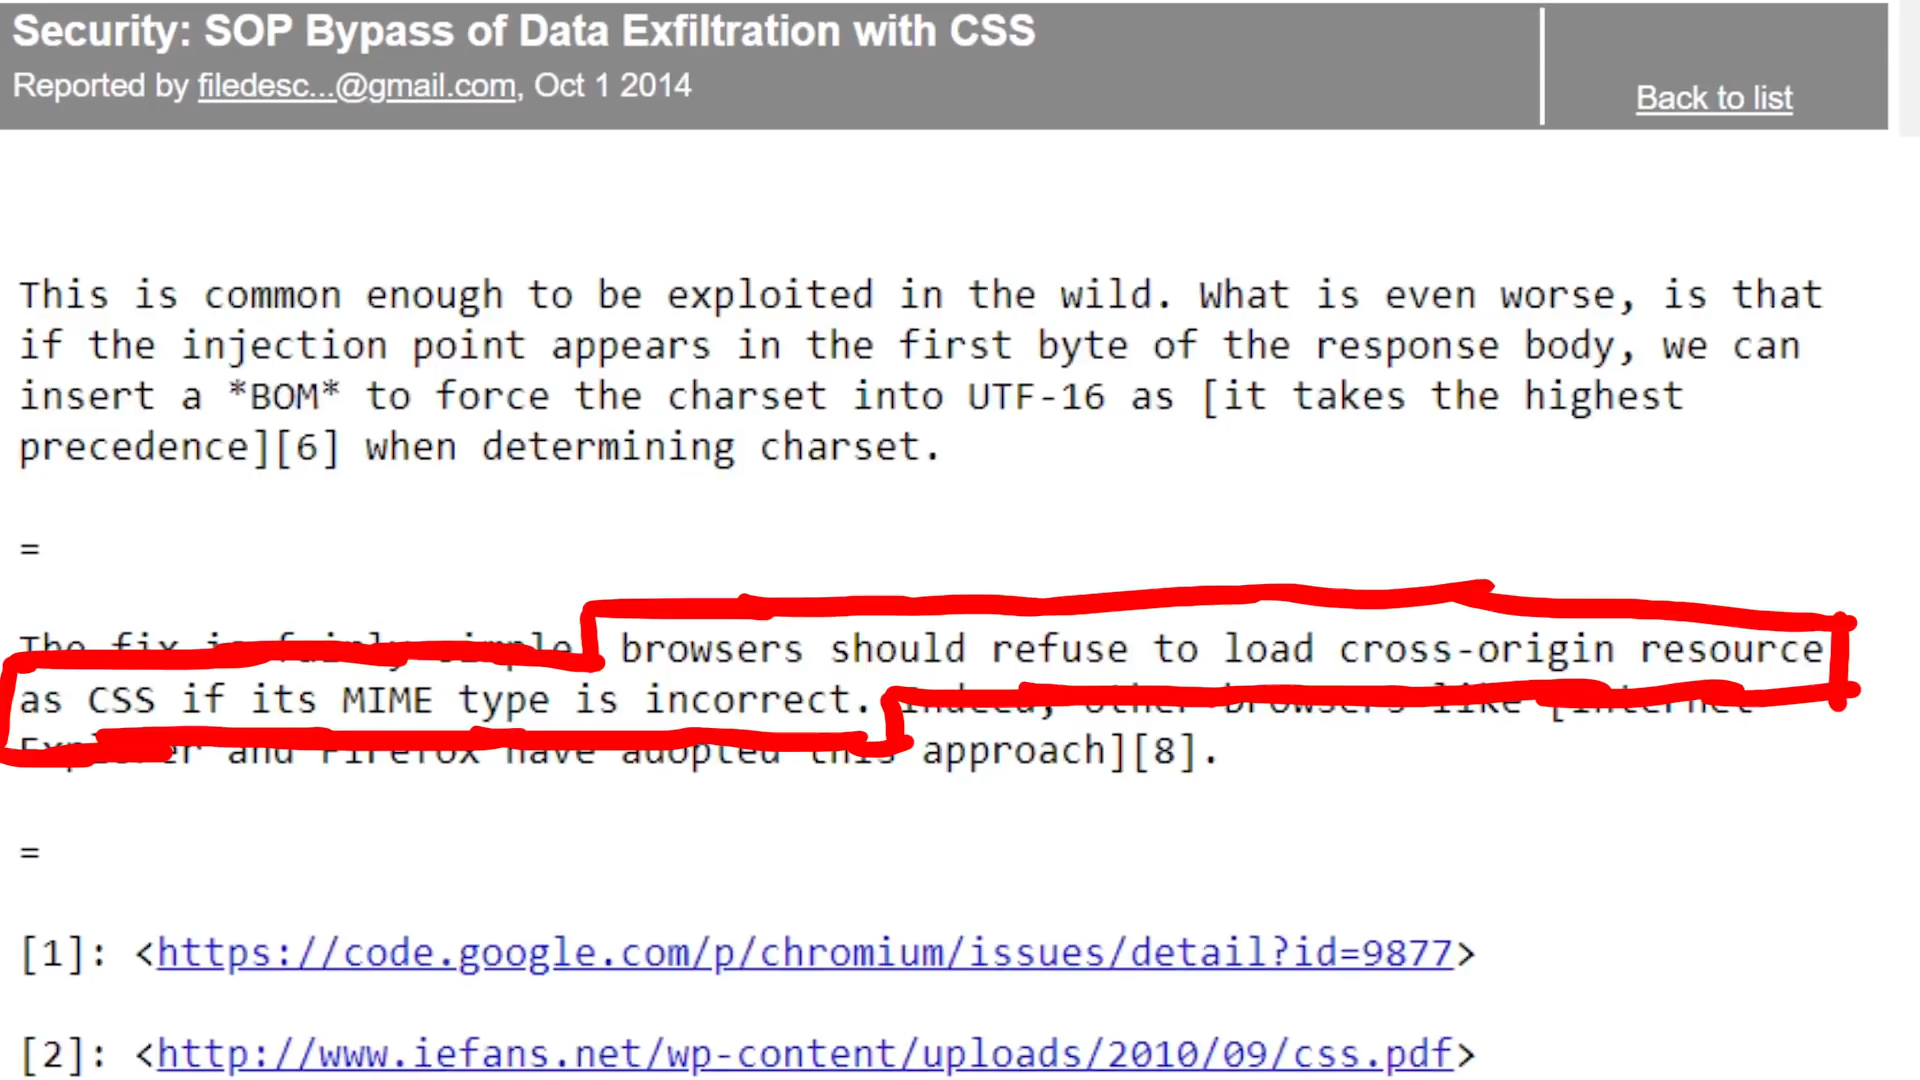 Security: SOP Bypass of Data Exfiltration with CSS
Reported by filedesc...@gmail.com, Oct 1 2014
Back to list
This is common enough to be exploited in the wild. What is even worse, is that
if the injection point appears in the first byte of the response body, we can
insert a *BOM* to force the charset into UTF-16 as [it takes the highest
precedence][6] when determining charset.
=
The fix is fairly simple, browsers should refuse to load cross-origin resource
as CSS if its MIME type is incorrect. Indeed, other browsers like [Internet
Explorer and Firefox have adopted this approach][8].
=
[1]: <https://code.google.com/p/chromium/issues/detail?id=9877>
[2]: <http://www.iefans.net/wp-content/uploads/2010/09/css.pdf>